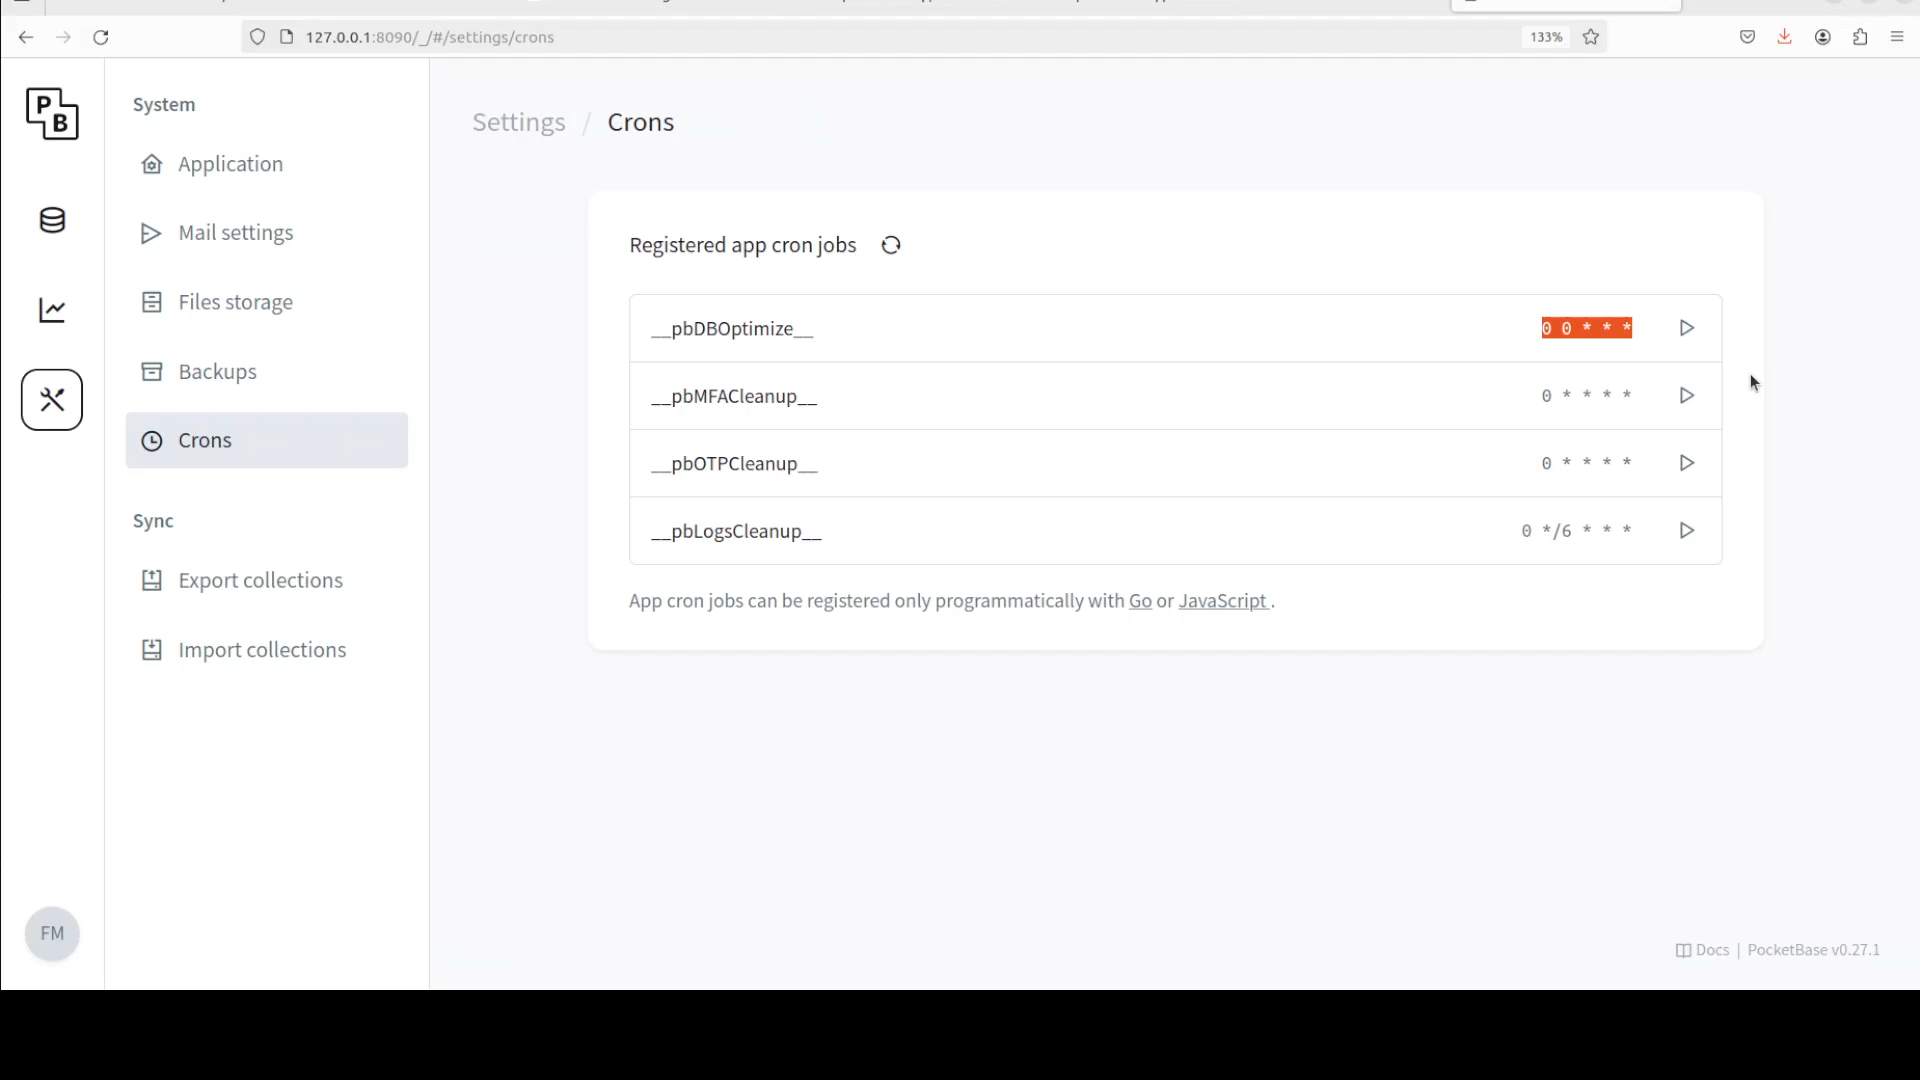 127.0.0.1:8090/_/#/settings/crons
133%
P
B
System
Application
Mail settings
Files storage
Backups
Crons
Sync
Export collections
Import collections
FM
Settings / Crons
Registered app cron jobs
__pbDBOptimize__ 0 0 * * *
__pbMFACleanup__ 0 * * * *
__pbOTPCleanup__ 0 * * * *
__pbLogsCleanup__ 0 */6 * * *
App cron jobs can be registered only programmatically with Go or JavaScript .
Docs | PocketBase v0.27.1